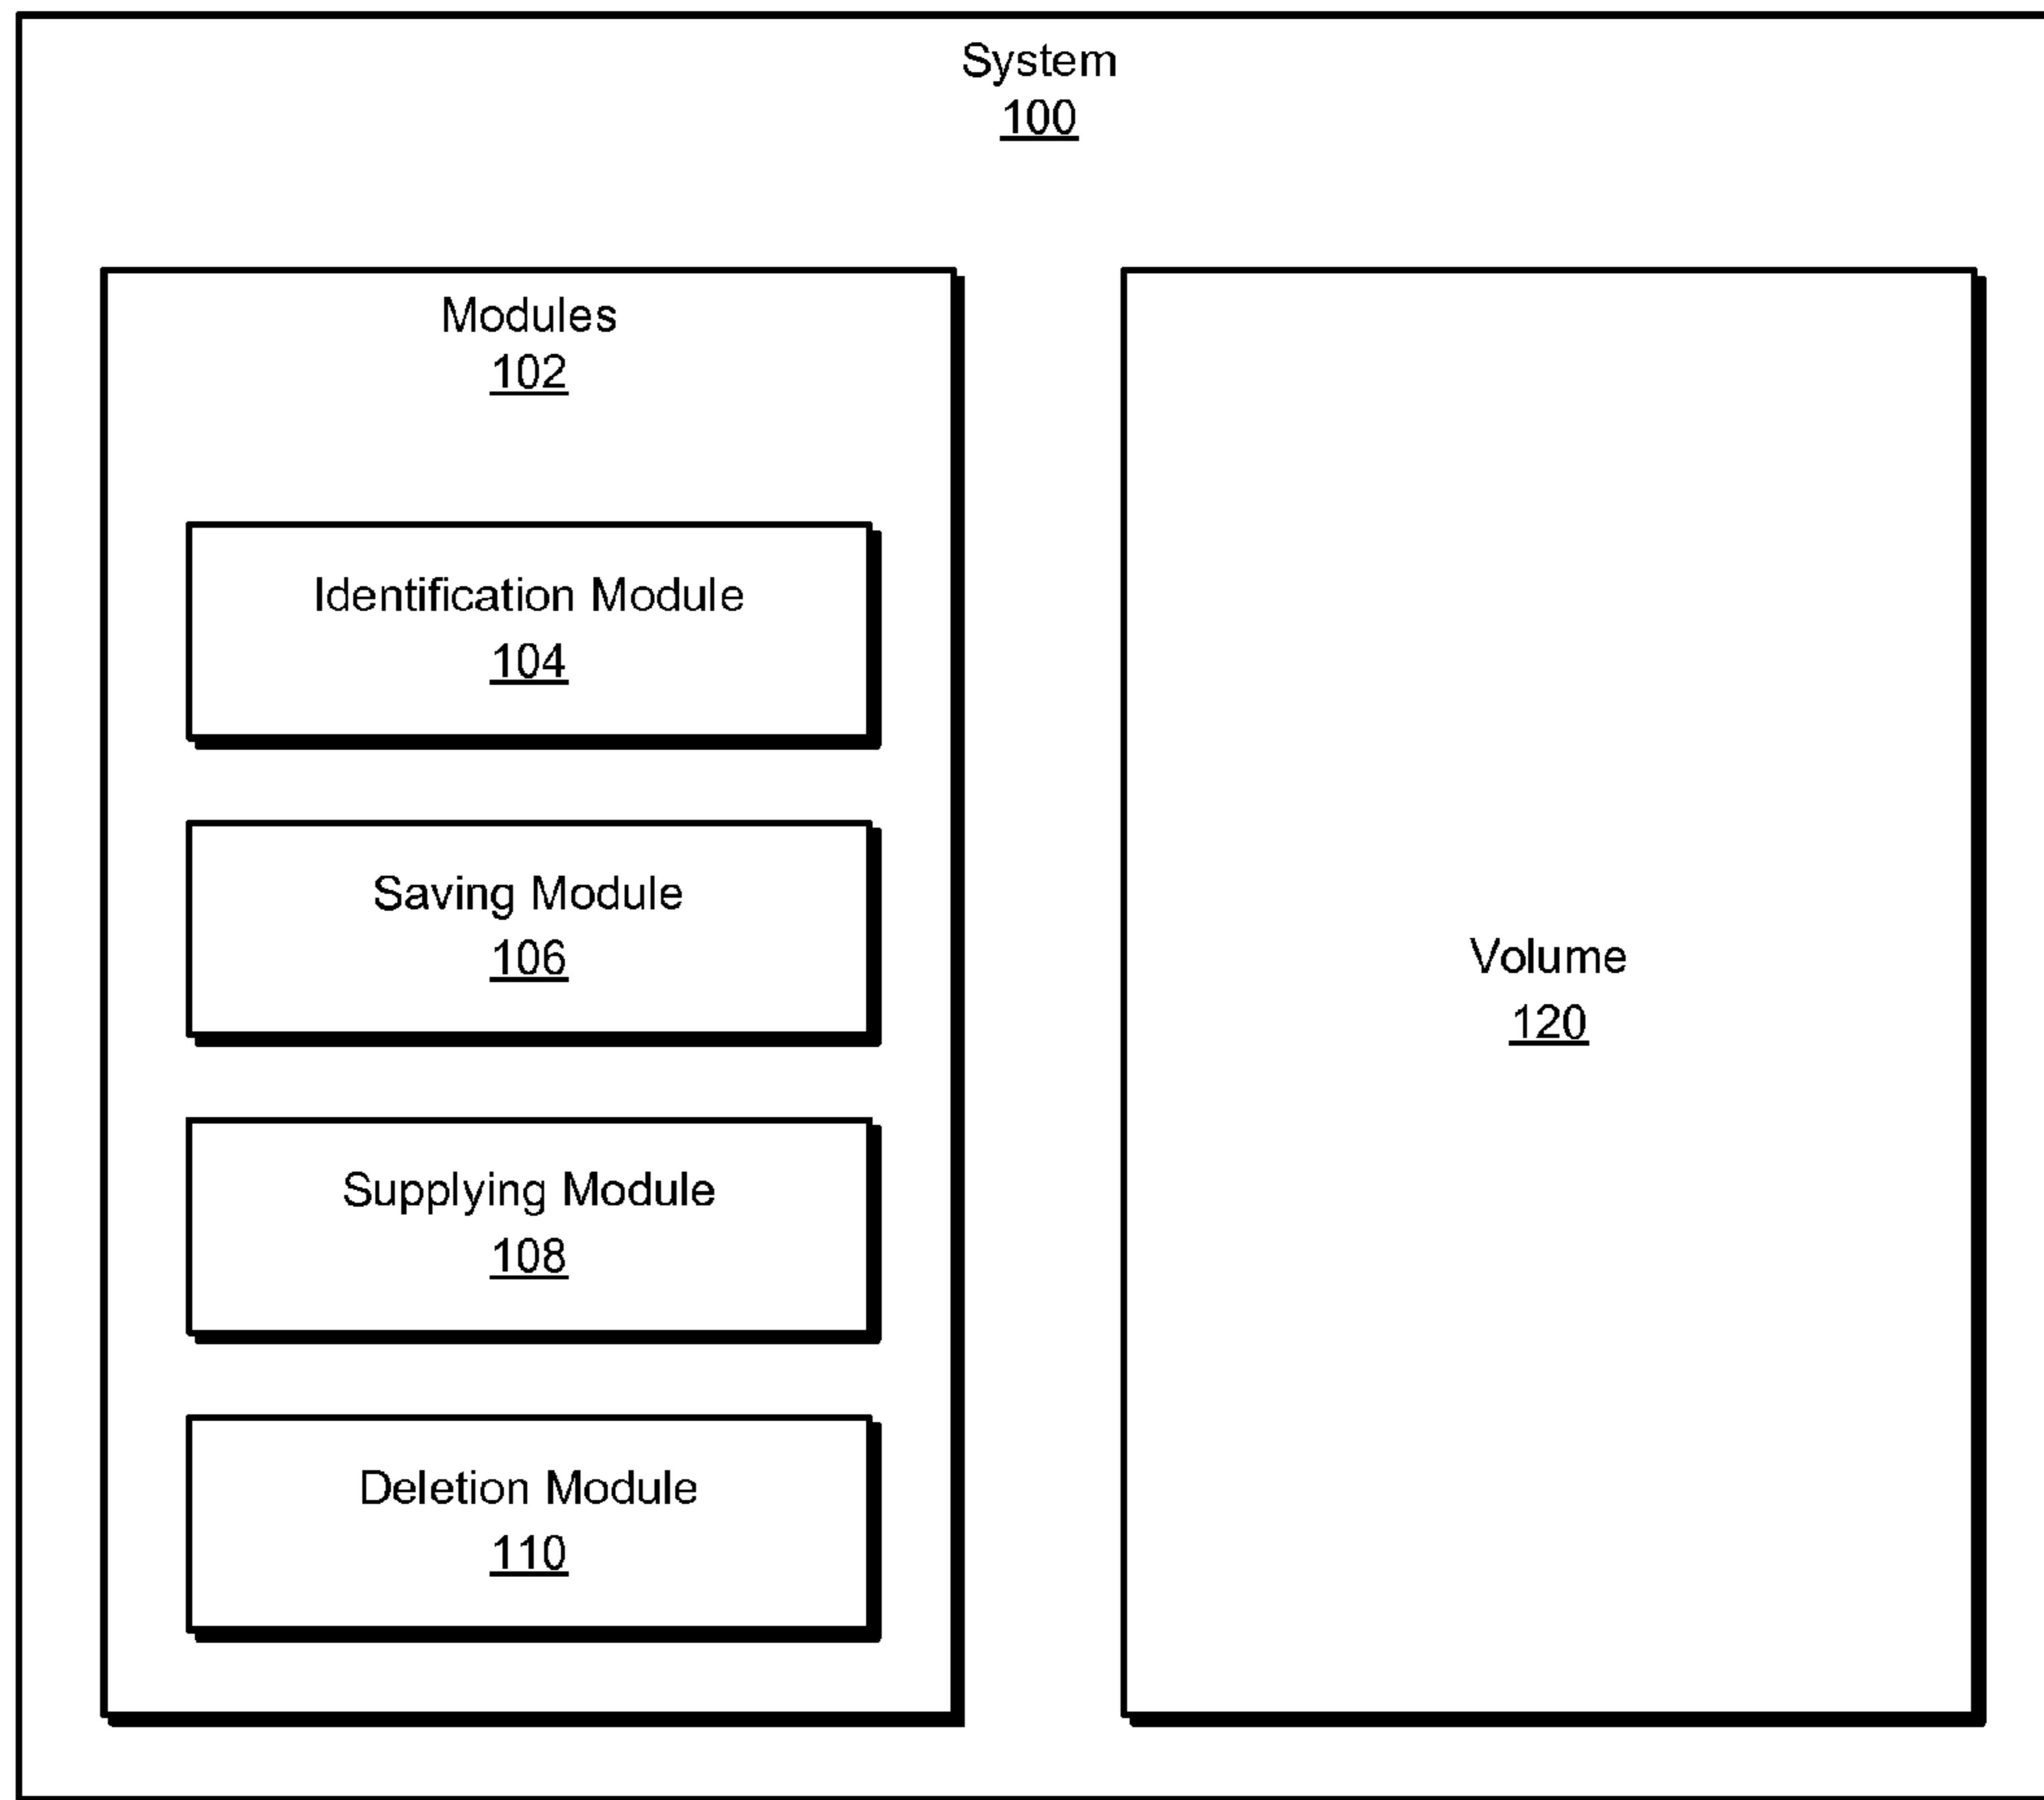 System
100
Modules
102
Identification Module
104
Saving Module
106
Supplying Module
108
Deletion Module
110
Volume
120